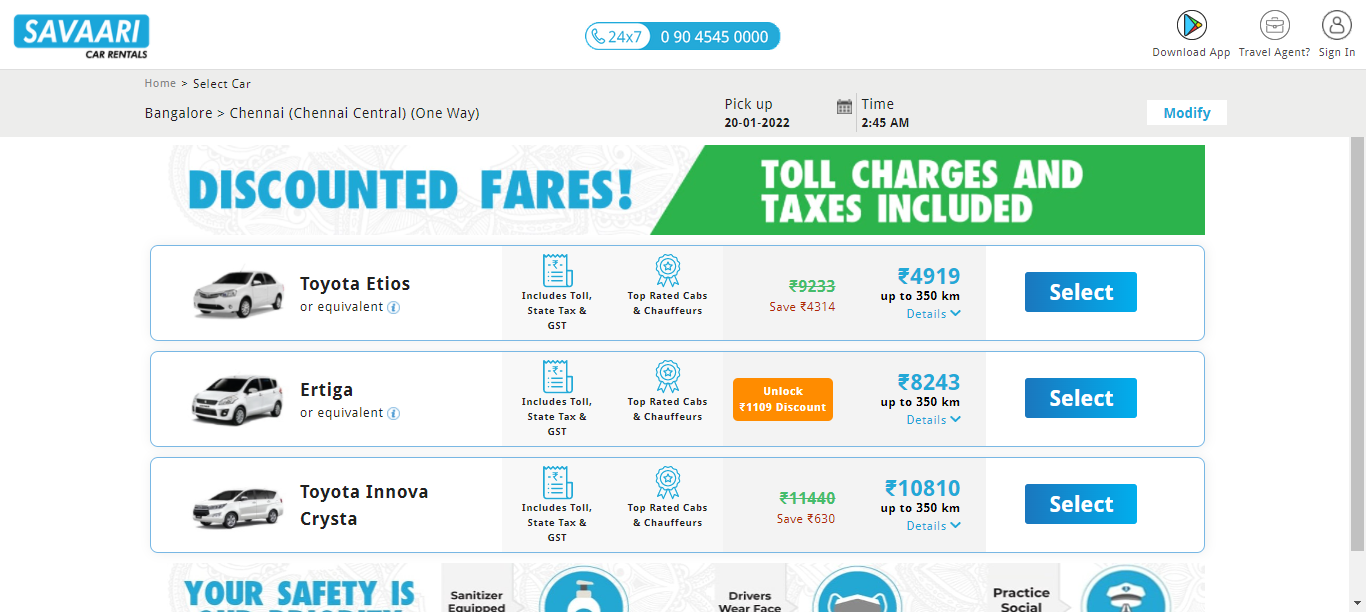 SAVAARI
CAR RENTALS
24x7 0 90 4545 0000
Download App
Travel Agent?
Sign In
Home > Select Car
Bangalore > Chennai (Chennai Central) (One Way)
Pick up
20-01-2022
Time
2:45 AM
Modify
DISCOUNTED FARES!
TOLL CHARGES AND
TAXES INCLUDED
Toyota Etios
or equivalent i
Includes Toll,
State Tax &
GST
Top Rated Cabs
& Chauffeurs
₹9233
Save ₹4314
₹4919
up to 350 km
Details
Select
Ertiga
or equivalent i
Includes Toll,
State Tax &
GST
Top Rated Cabs
& Chauffeurs
Unlock
₹1109 Discount
₹8243
up to 350 km
Details
Select
Toyota Innova
Crysta
Includes Toll,
State Tax &
GST
Top Rated Cabs
& Chauffeurs
₹11440
Save ₹630
₹10810
up to 350 km
Details
Select
YOUR SAFETY IS
OUR PRIORITY
Sanitizer
Equipped
Drivers
Wear Face
Practice
Social